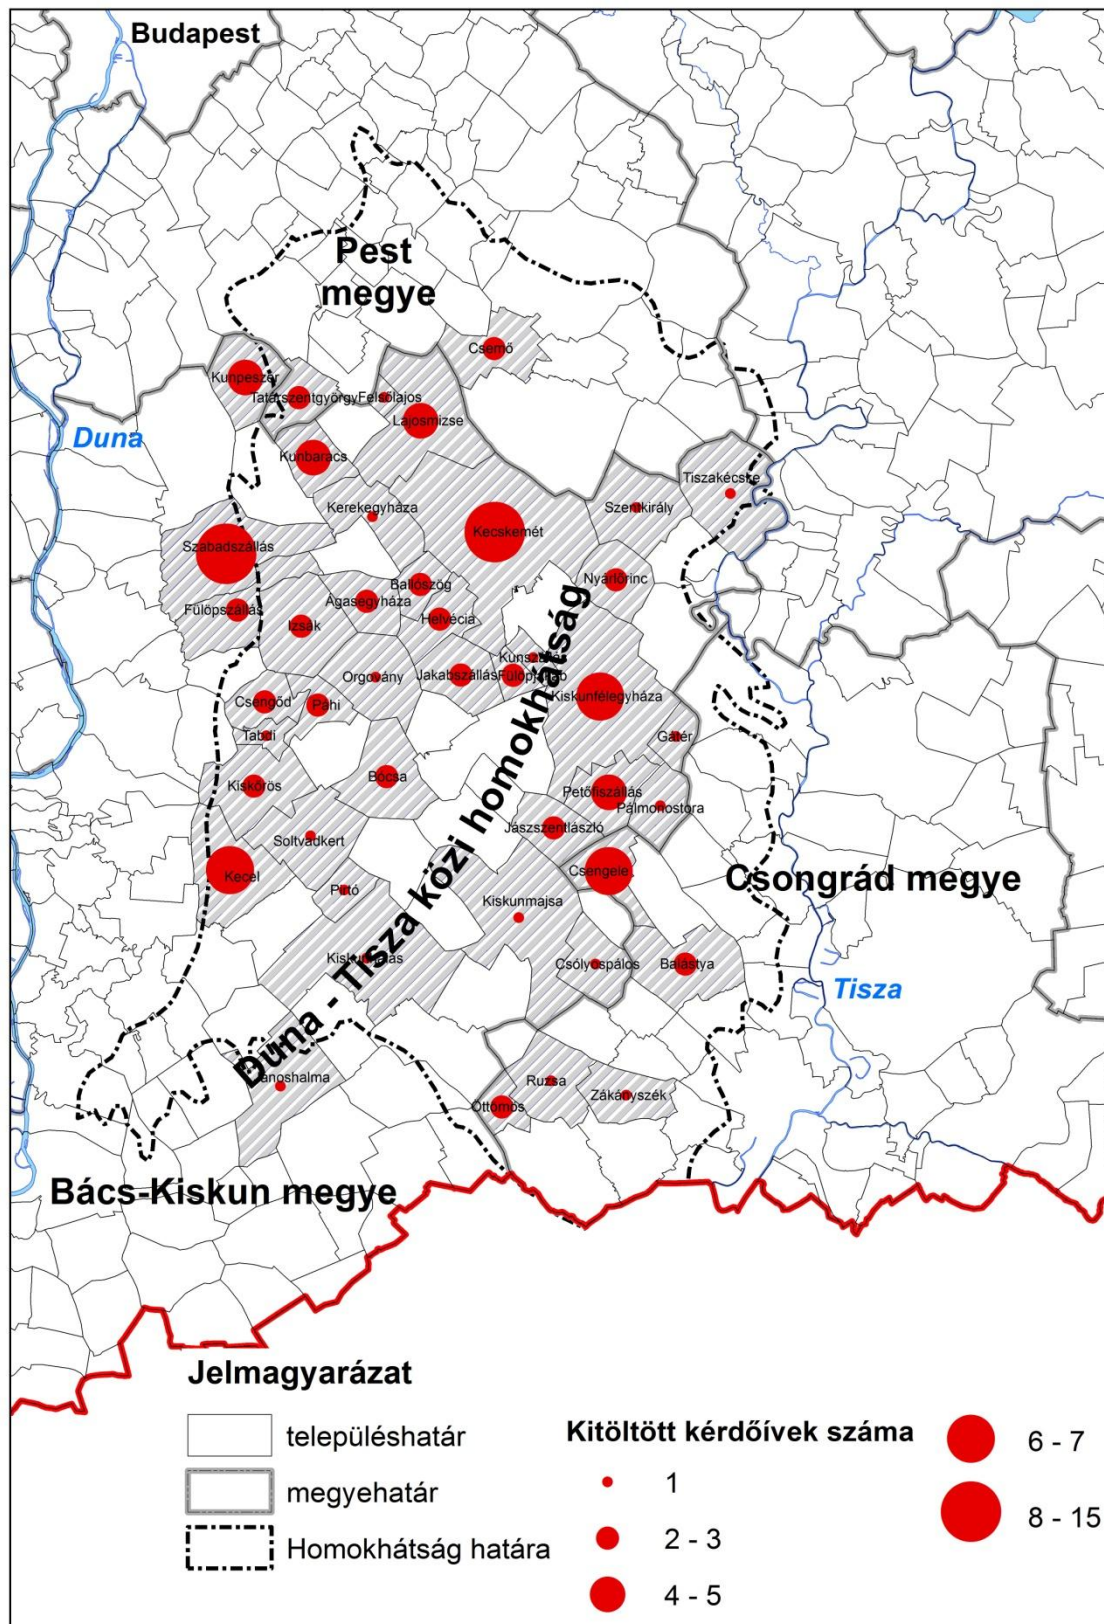 Budapest
Pest
megye
Csemő
Kunpeszér
Tatárszentgyörgy
Felsőlajos
Lajosmizse
Duna
Kunbaracs
Tiszakécske
Kerekegyháza
Szentkirály
Kecskemét
Szabadszállás
Nyárlőrinc
Ballószög
Ágasegyháza
Fülöpszállás
Helvécia
Izsák
Orgovány
Jakabszállás
Fülöpjakab
Kiskunfélegyháza
Csengőd
Páhi
Tabdi
Gátér
Kiskőrös
Bócsa
Petőfiszállás
Pálmonostora
Jászszentlászló
Soltvadkert
Kecel
Csengele
Csongrád megye
Pirtó
Kiskunmajsa
Csólyospálos
Balástya
Tisza
Duna - Tisza közi homokhátság
Ruzsa
Zákányszék
Öttömös
Bács-Kiskun megye
Jelmagyarázat
településhatár
megyehatár
Homokhátság határa
Kitöltött kérdőívek száma
1
2 - 3
4 - 5
6 - 7
8 - 15